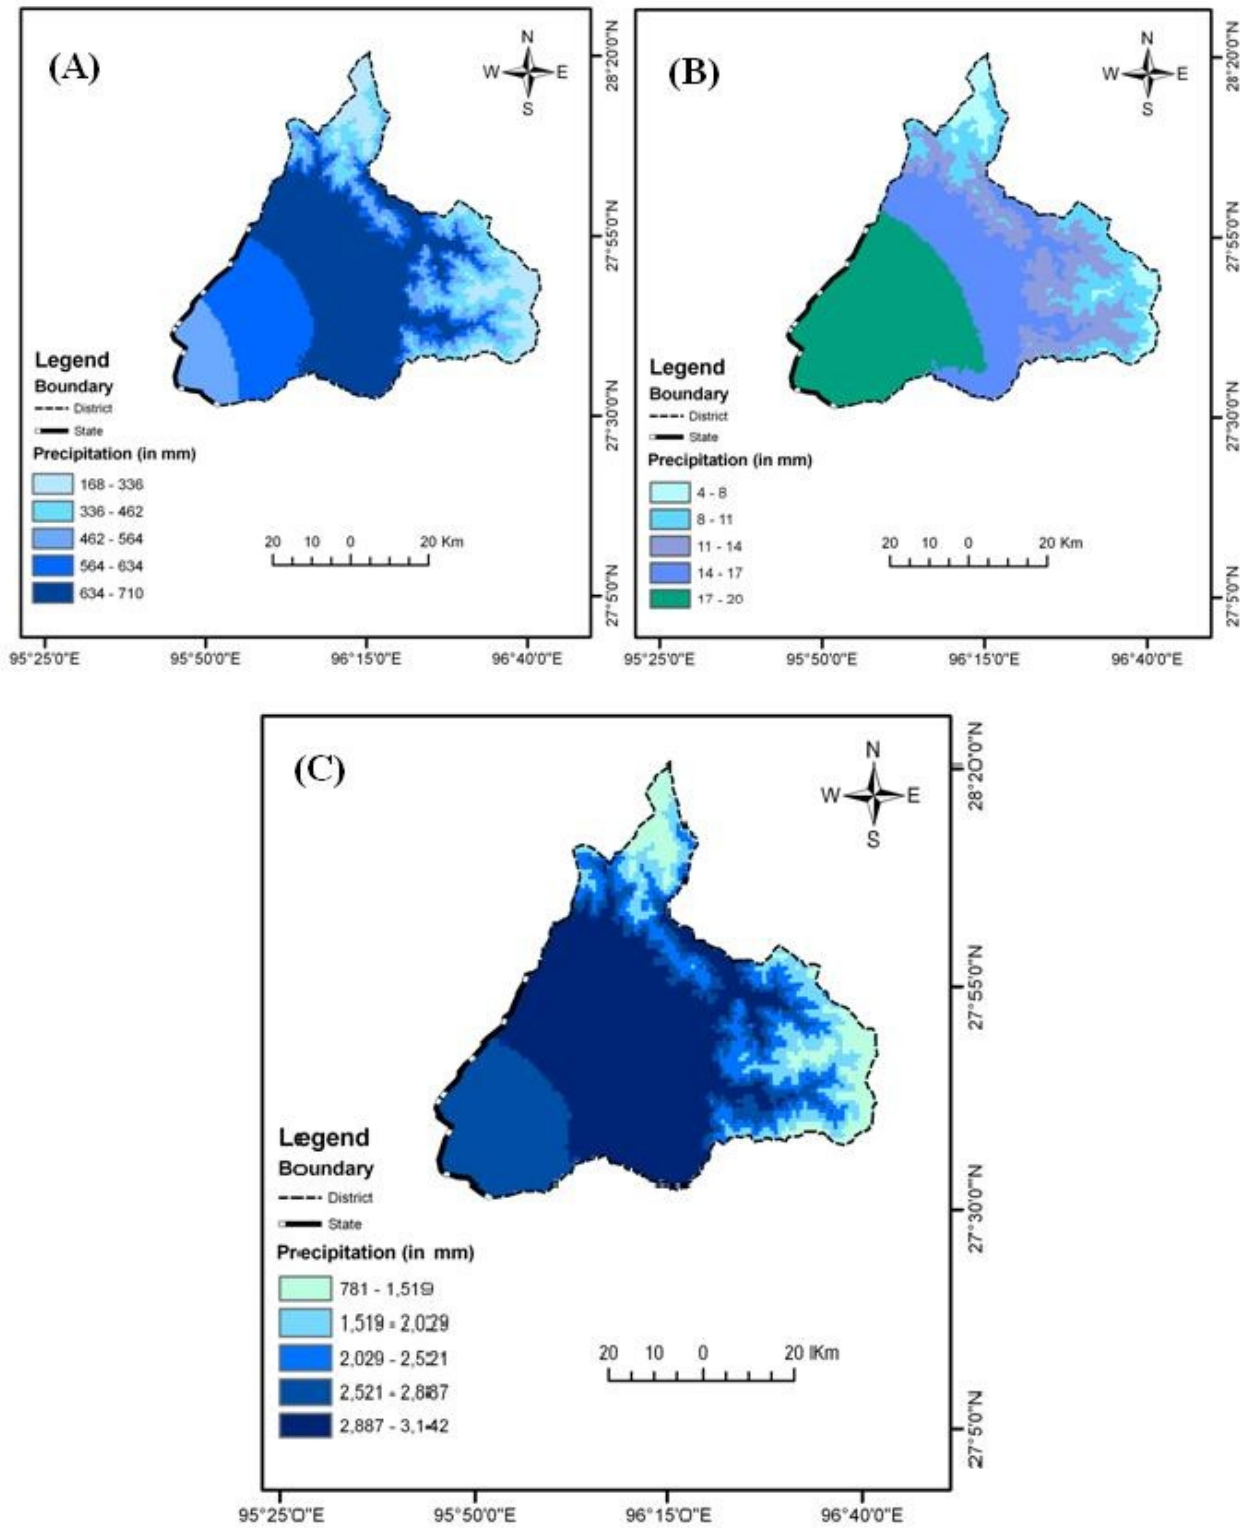 (A)
N
W E
S
28°20'0"N
27°55'0"N
27°30'0"N
27°5'0"N
Legend
Boundary
District
State
Precipitation (in mm)
168 - 336
336 - 462
462 - 564
564 - 634
634 - 710
20 10 0 20 Km
95°25'0"E 95°50'0"E 96°15'0"E 96°40'0"E
(B)
N
W E
S
28°20'0"N
27°55'0"N
27°30'0"N
27°5'0"N
Legend
Boundary
District
State
Precipitation (in mm)
4 - 8
8 - 11
11 - 14
14 - 17
17 - 20
20 10 0 20 Km
95°25'0"E 95°50'0"E 96°15'0"E 96°40'0"E
(C)
N
W E
S
28°20'0"N
27°55'0"N
27°30'0"N
27°5'0"N
Legend
Boundary
District
State
Precipitation (in mm)
781 - 1,519
1,519 - 2,029
2,029 - 2,521
2,521 - 2,887
2,887 - 3,142
20 10 0 20 Km
95°25'0"E 95°50'0"E 96°15'0"E 96°40'0"E